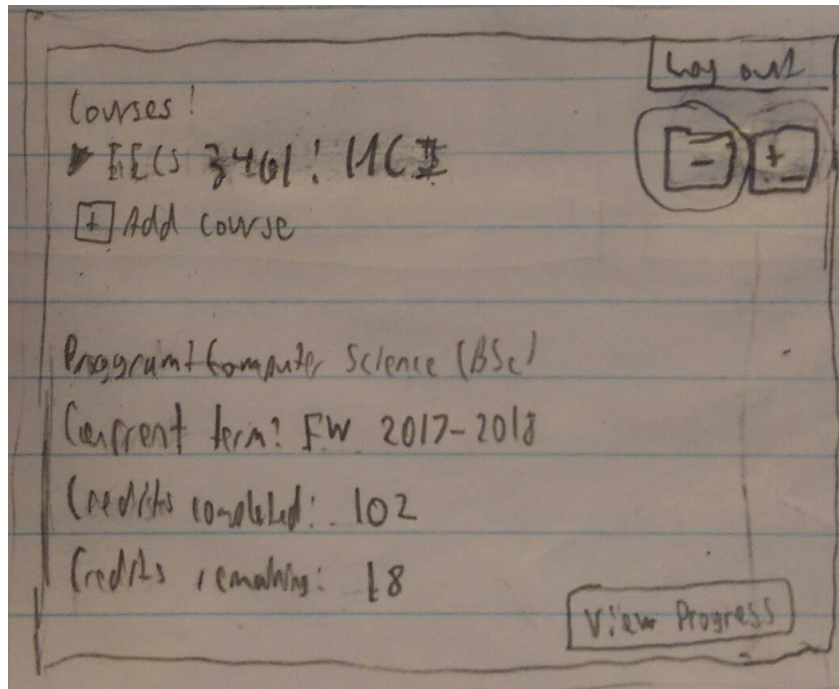 Log out
Courses:
- +
▸ EECS 3461: HCI
+ Add course
Program: Computer Science (BSc)
Current term: FW 2017-2018
Credits completed: 102
Credits remaining: 18
View Progress